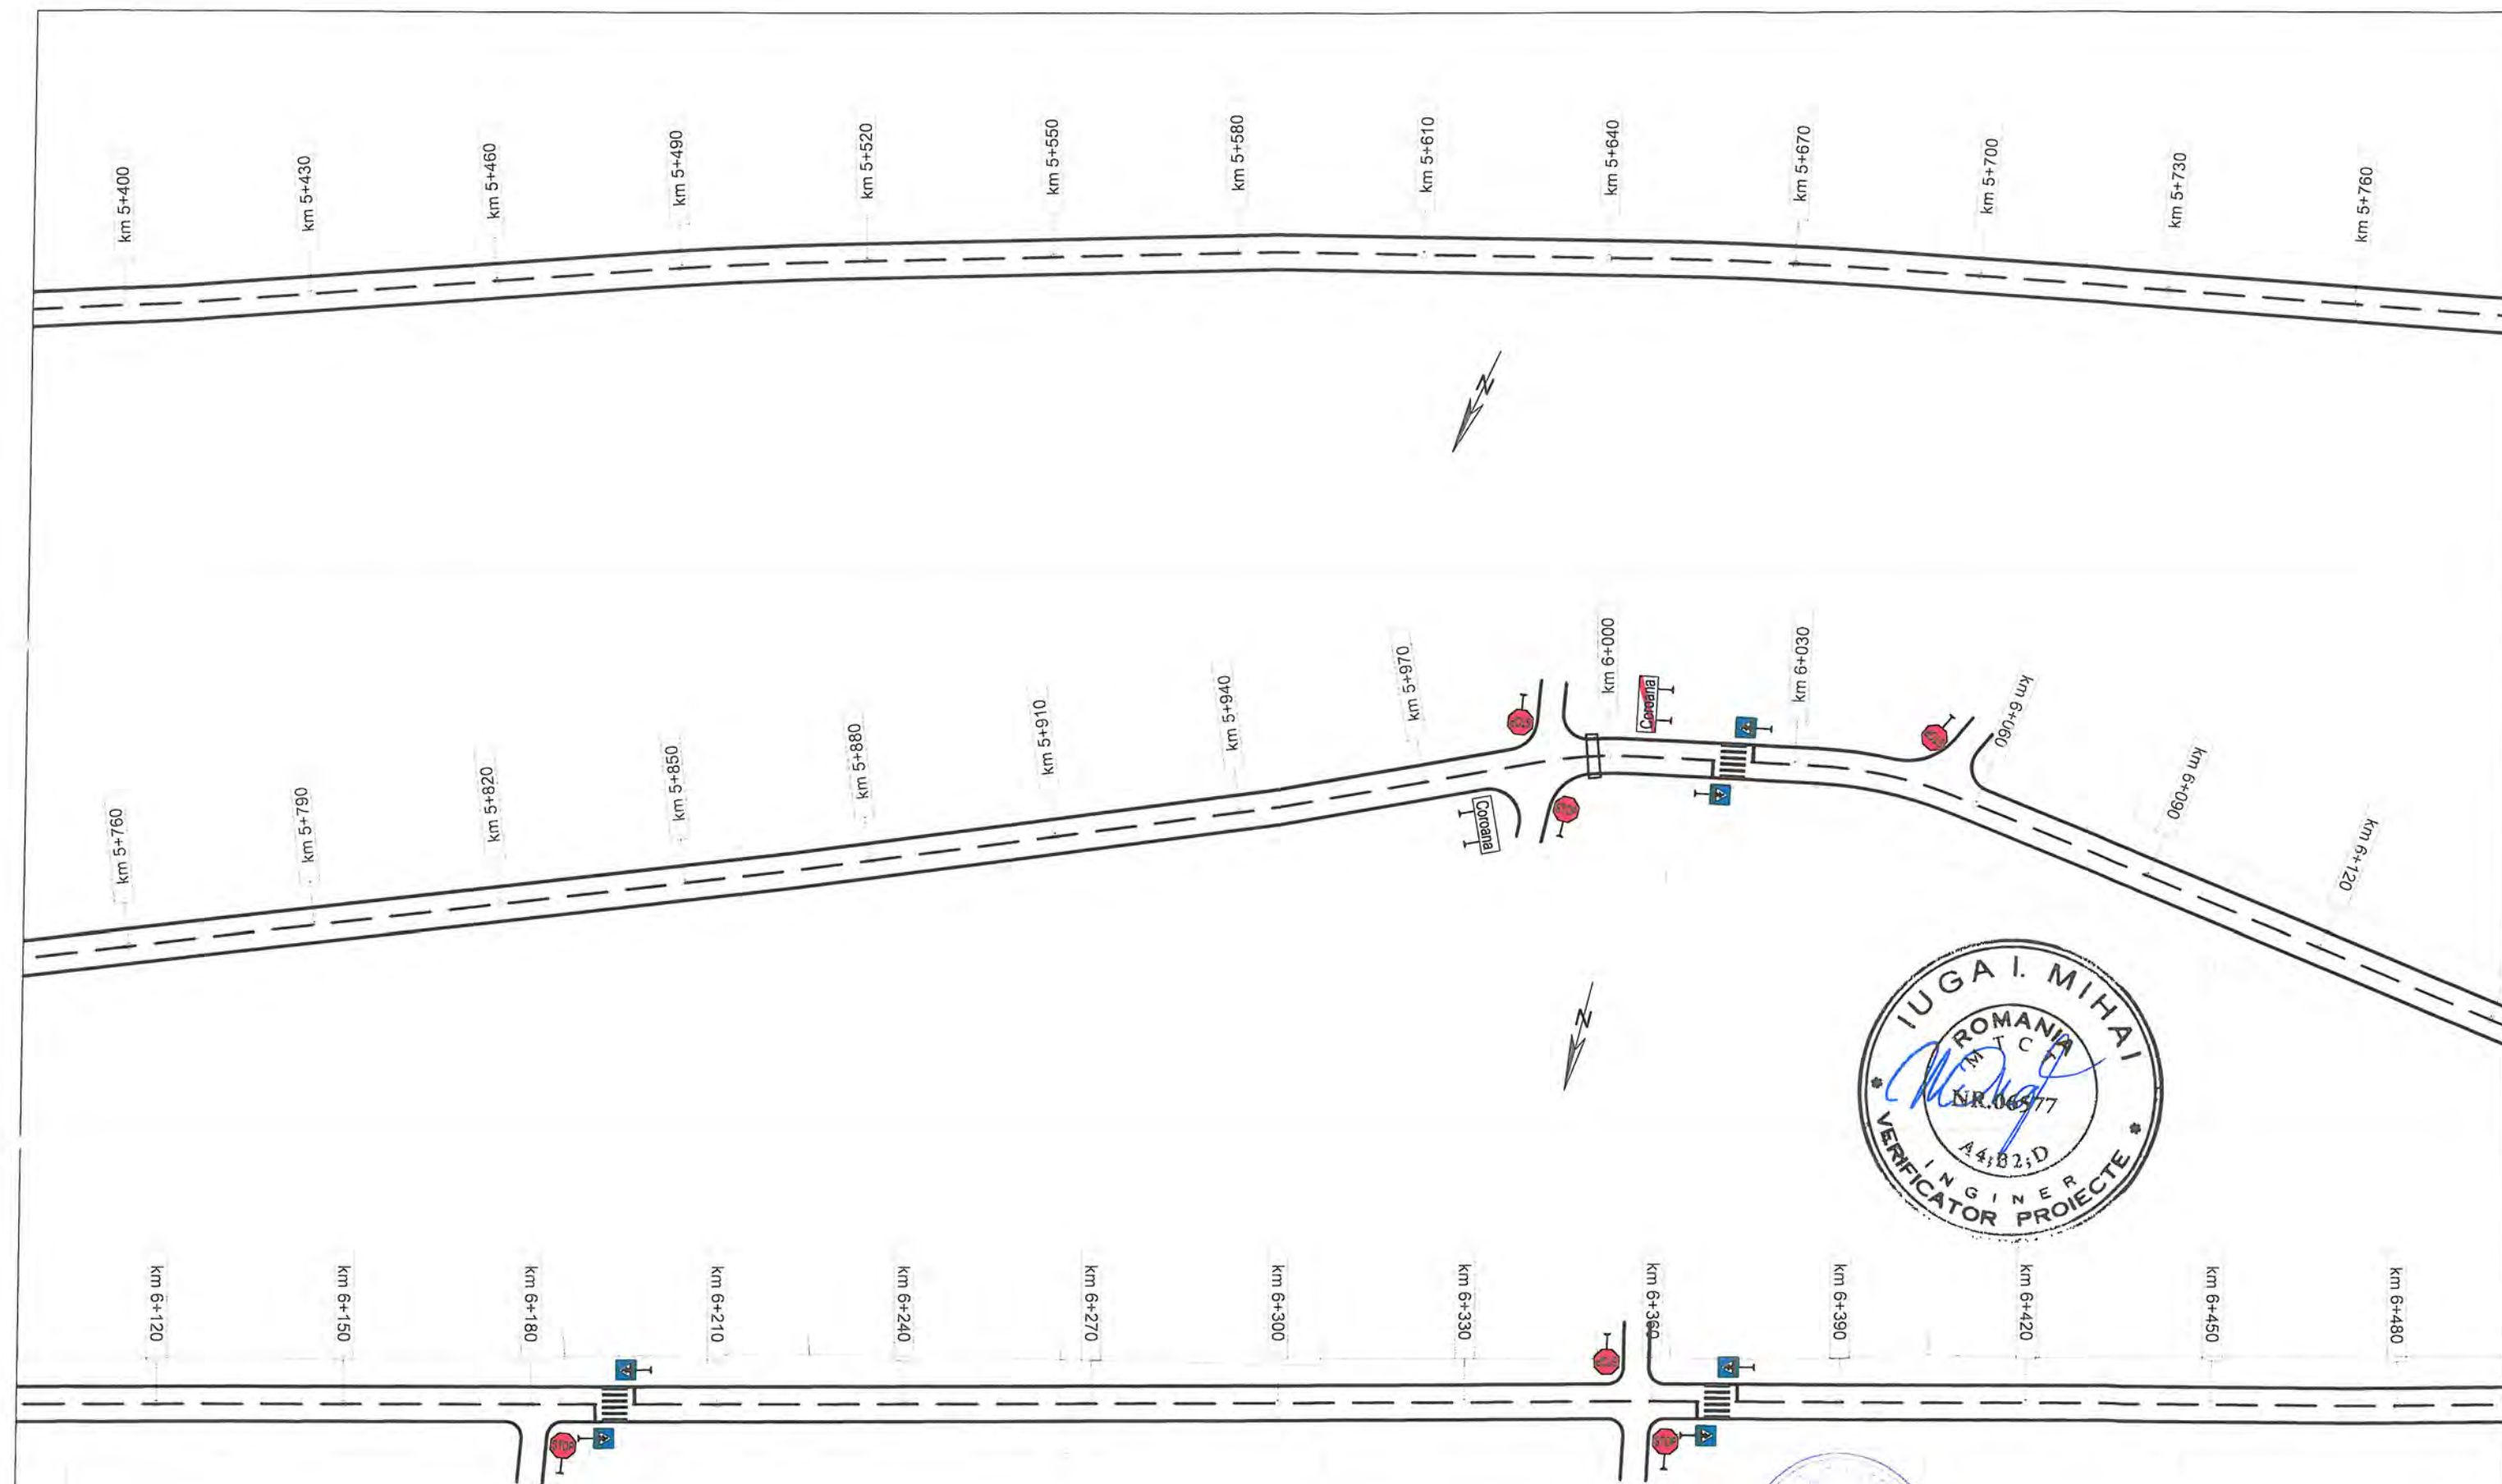 km 5+400
km 5+430
km 5+460
km 5+490
km 5+520
km 5+550
km 5+580
km 5+610
km 5+640
km 5+670
km 5+700
km 5+730
km 5+760
N
km 5+760
km 5+790
km 5+820
km 5+850
km 5+880
km 5+910
km 5+940
km 5+970
km 6+000
km 6+030
km 6+060
km 6+090
km 6+120
Coroana
Coroana
STOP
STOP
N
IUGA I. MIHAI
ROMANIA
M T C T
NR.06577
A4;B2;D
INGINER
VERIFICATOR PROIECTE
km 6+120
km 6+150
km 6+180
km 6+210
km 6+240
km 6+270
km 6+300
km 6+330
km 6+360
km 6+390
km 6+420
km 6+450
km 6+480
STOP
STOP